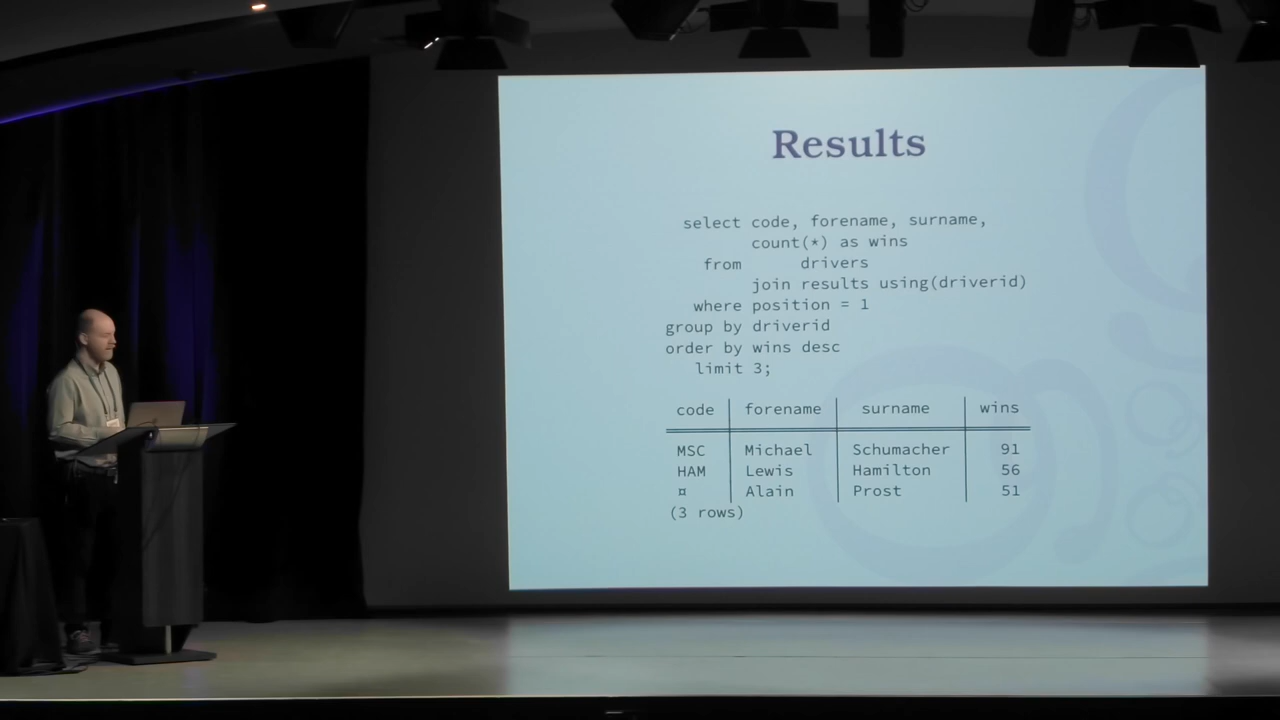 Results
select code, forename, surname,
count(*) as wins
from drivers
join results using(driverid)
where position = 1
group by driverid
order by wins desc
limit 3;
code | forename | surname | wins
MSC | Michael | Schumacher | 91
HAM | Lewis | Hamilton | 56
¤ | Alain | Prost | 51
(3 rows)